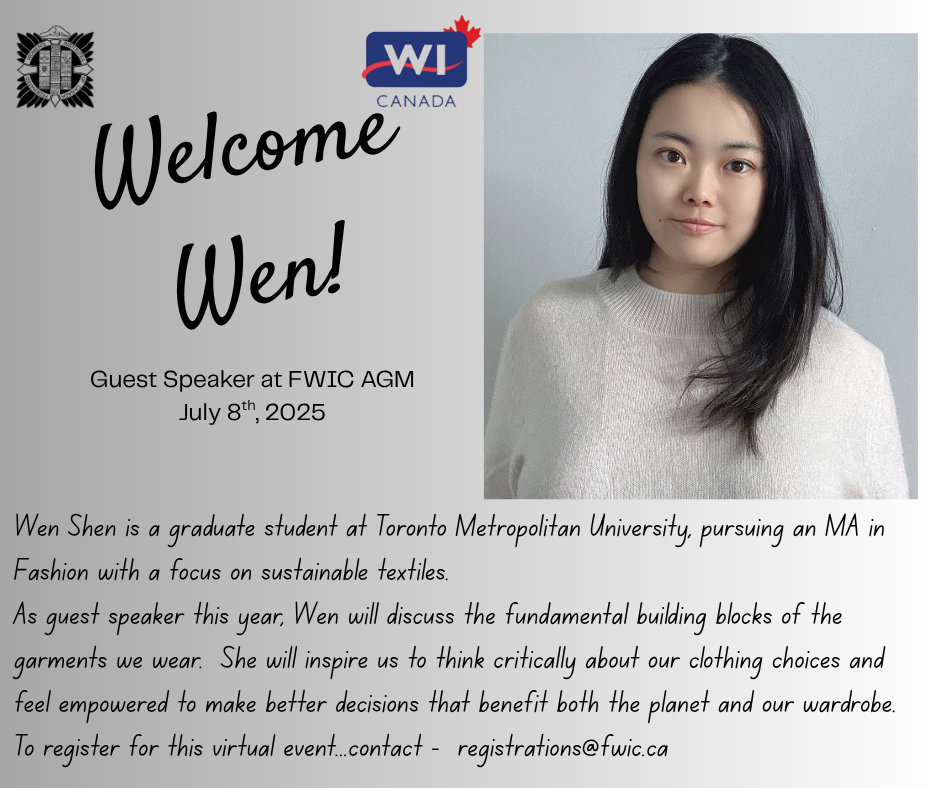 WI
CANADA
Welcome
Wen!
Guest Speaker at FWIC AGM
July 8th, 2025
Wen Shen is a graduate student at Toronto Metropolitan University, pursuing an MA in
Fashion with a focus on sustainable textiles.
As guest speaker this year, Wen will discuss the fundamental building blocks of the
garments we wear.  She will inspire us to think critically about our clothing choices and
feel empowered to make better decisions that benefit both the planet and our wardrobe.
To register for this virtual event...contact -  registrations@fwic.ca